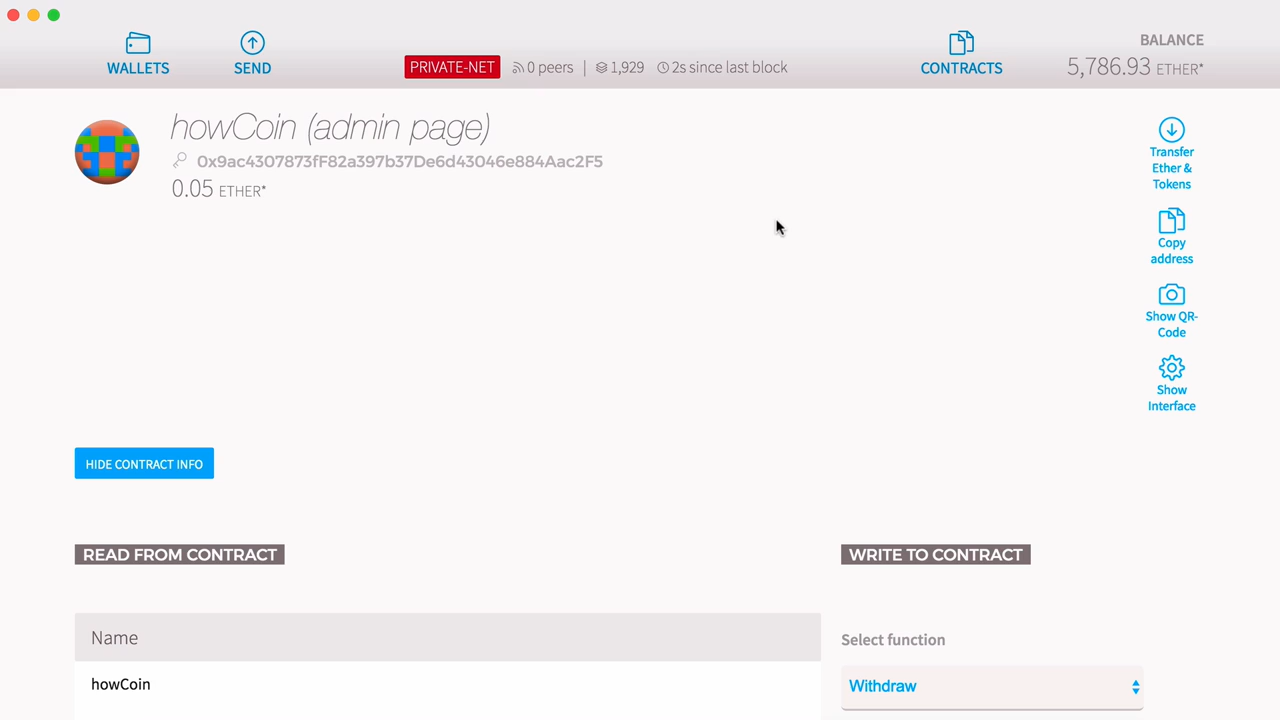 WALLETS
SEND
PRIVATE-NET 0 peers | 1,929 2s since last block
CONTRACTS
BALANCE
5,786.93 ETHER*
howCoin (admin page)
0x9ac4307873fF82a397b37De6d43046e884Aac2F5
0.05 ETHER*
Transfer
Ether &
Tokens
Copy
address
Show QR-
Code
Show
Interface
HIDE CONTRACT INFO
READ FROM CONTRACT
WRITE TO CONTRACT
Name
howCoin
Select function
Withdraw